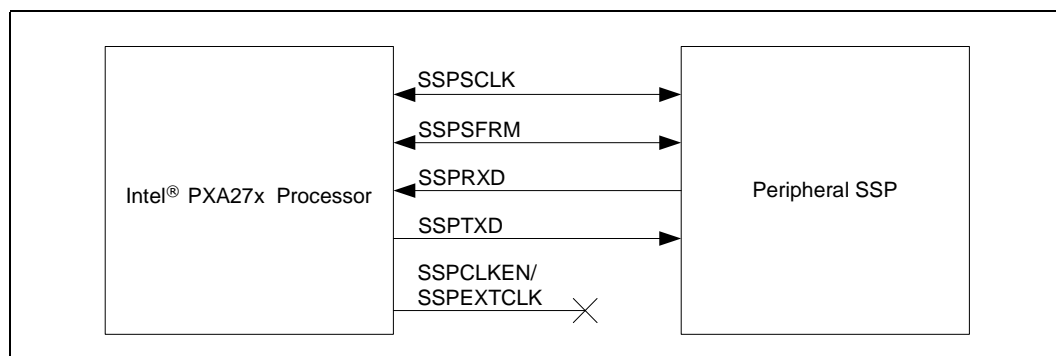 SSPSCLK
SSPSFRM
Intel® PXA27x Processor
SSPRXD
Peripheral SSP
SSPTXD
SSPCLKEN/
SSPEXTCLK